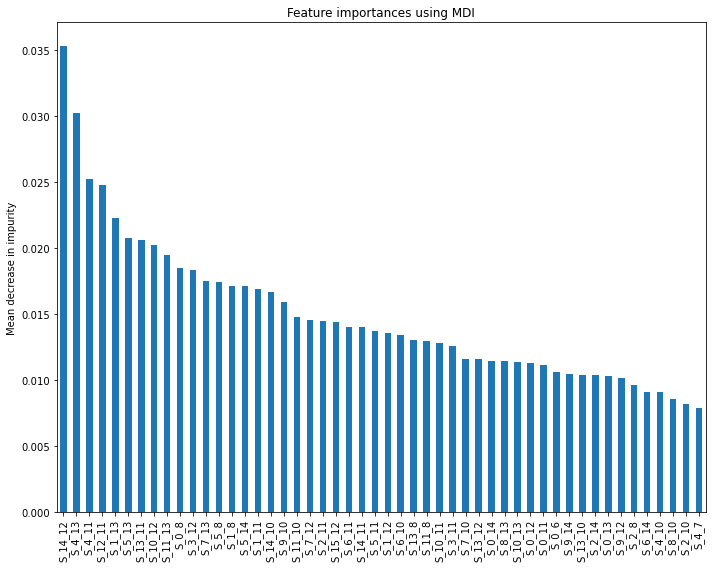 Feature importances using MDI
Mean decrease in impurity
0.035
0.030
0.025
0.020
0.015
0.010
0.005
0.000
S_14_12
S_4_13
S_4_11
S_12_11
S_1_13
S_5_13
S_13_11
S_10_12
S_11_13
S_0_8
S_3_12
S_7_13
S_5_8
S_1_8
S_5_14
S_1_11
S_14_10
S_9_10
S_11_10
S_7_12
S_2_11
S_15_12
S_6_11
S_14_11
S_5_11
S_1_12
S_6_10
S_13_8
S_11_8
S_10_11
S_3_11
S_7_10
S_13_12
S_0_14
S_8_13
S_10_13
S_0_12
S_0_11
S_0_6
S_9_14
S_13_10
S_2_14
S_0_13
S_9_12
S_2_8
S_6_14
S_4_10
S_8_10
S_2_10
S_4_7